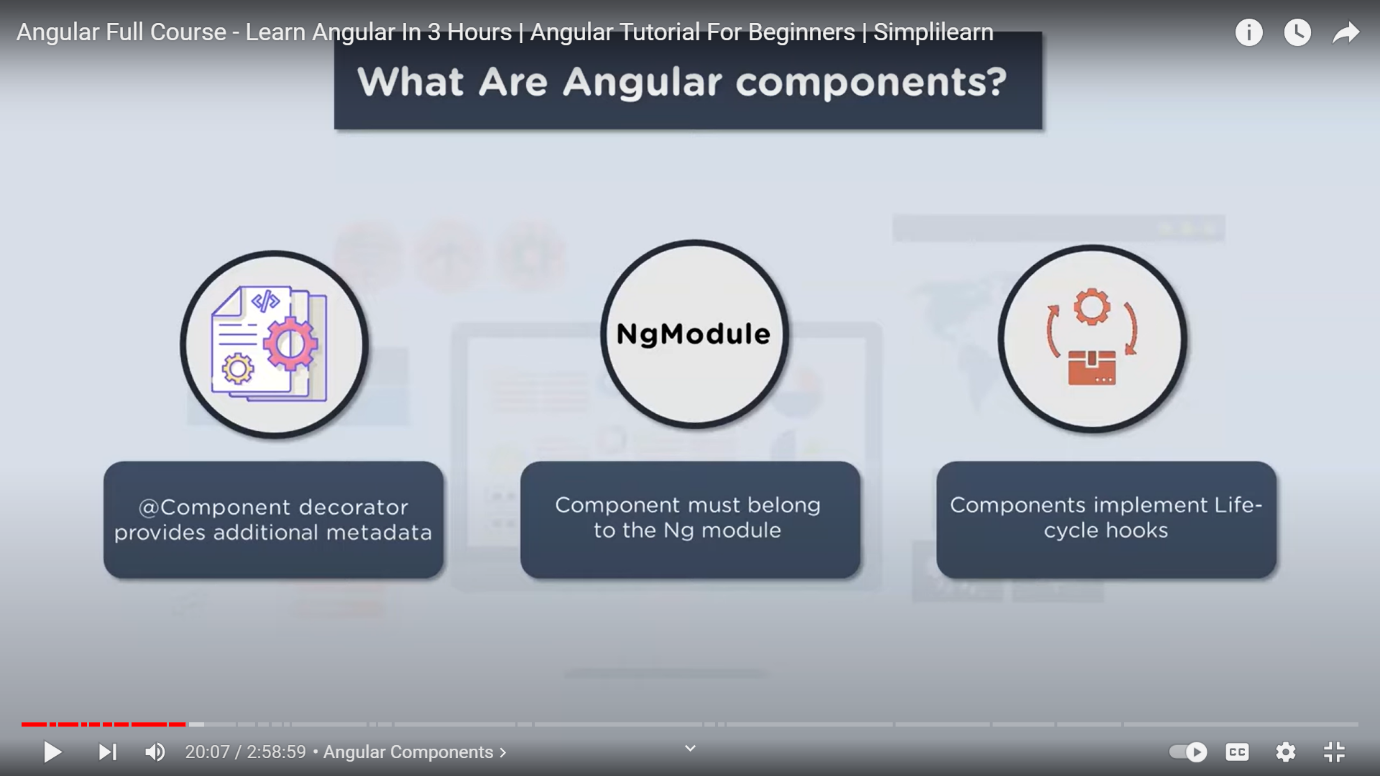 Angular Full Course - Learn Angular In 3 Hours | Angular Tutorial For Beginners | Simplilearn
What Are Angular components?
NgModule
@Component decorator
provides additional metadata
Component must belong
to the Ng module
Components implement Life-
cycle hooks
20:07 / 2:58:59 • Angular Components ›
CC